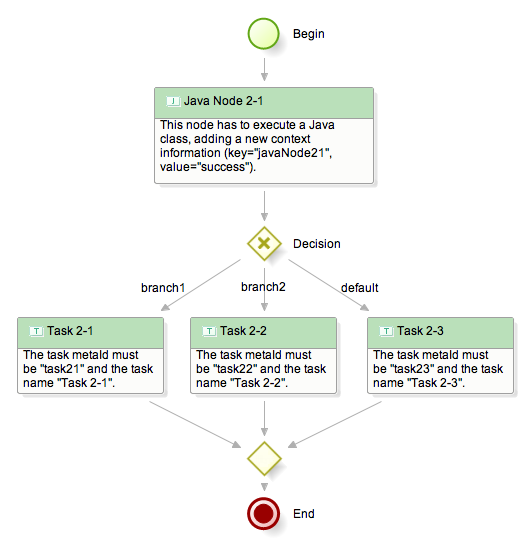 Begin
J Java Node 2-1
This node has to execute a Java
class, adding a new context
information (key="javaNode21",
value="success").
Decision
branch1
branch2
default
T Task 2-1
The task metaId must
be "task21" and the task
name "Task 2-1".
T Task 2-2
The task metaId must
be "task22" and the task
name "Task 2-2".
T Task 2-3
The task metaId must
be "task23" and the task
name "Task 2-3".
End